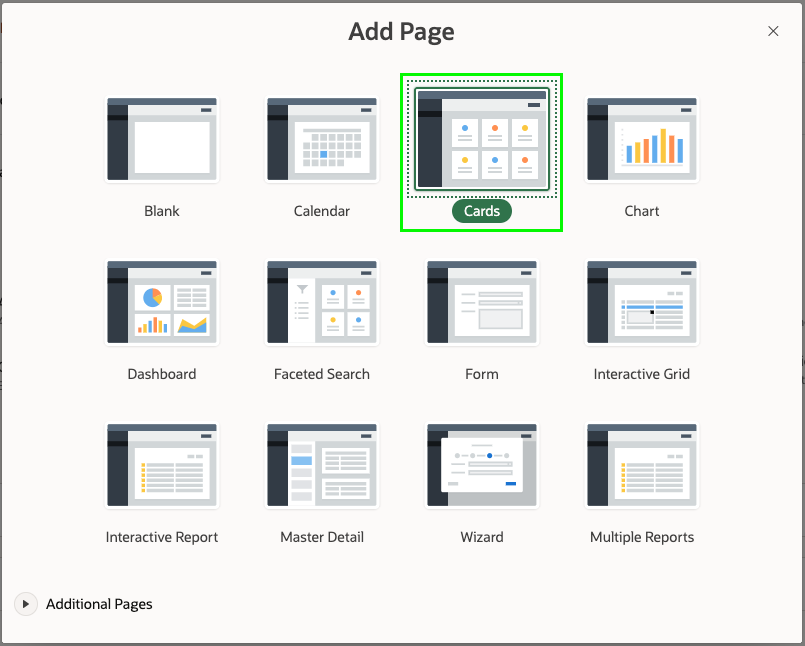 Add Page
Blank
Calendar
Cards
Chart
Dashboard
Faceted Search
Form
Interactive Grid
Interactive Report
Master Detail
Wizard
Multiple Reports
Additional Pages